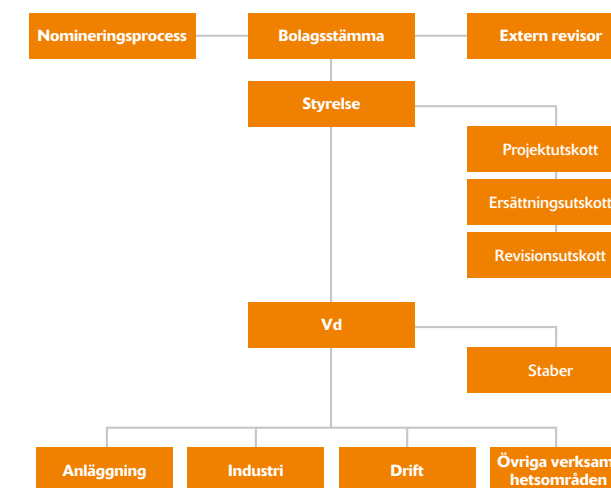 Nomineringsprocess
Bolagsstämma
Extern revisor
Styrelse
Projektutskott
Ersättningsutskott
Revisionsutskott
Vd
Staber
Anläggning
Industri
Drift
Övriga verksam-
hetsområden